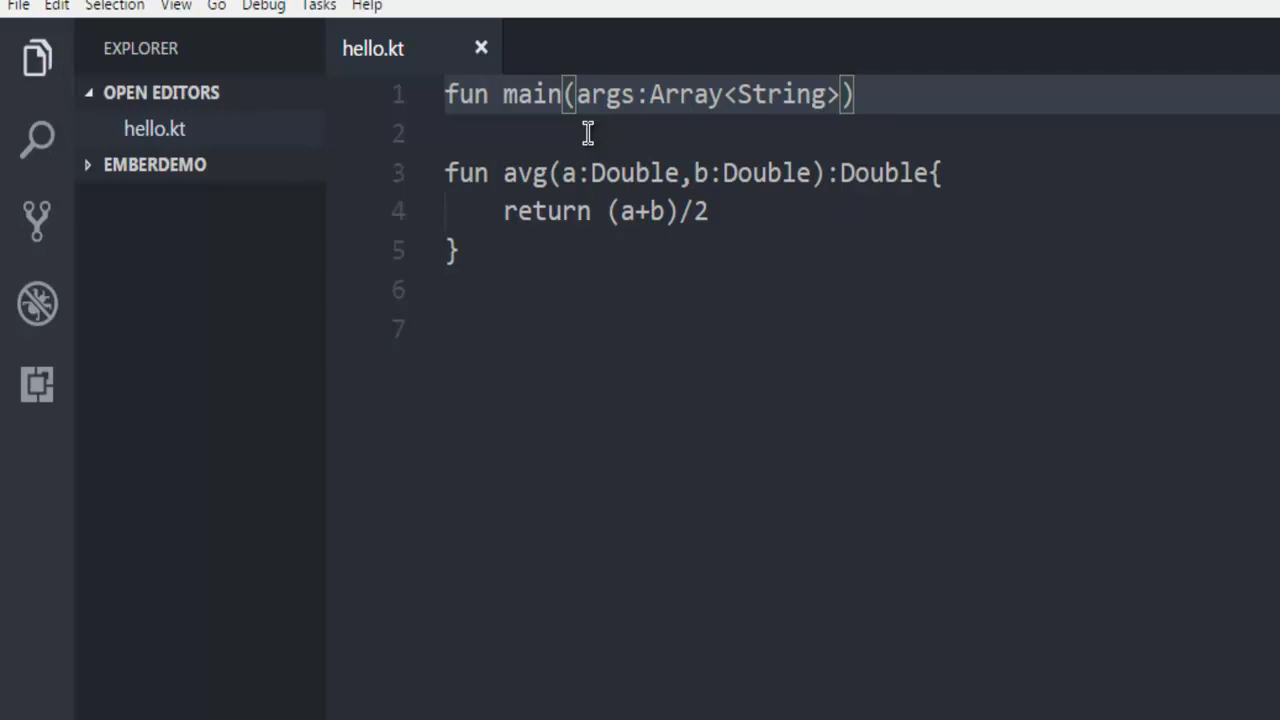 File Edit Selection View Go Debug Tasks Help
EXPLORER
OPEN EDITORS
hello.kt
EMBERDEMO
hello.kt
1 fun main(args:Array<String>)
2
3 fun avg(a:Double,b:Double):Double{
4 return (a+b)/2
5 }
6
7